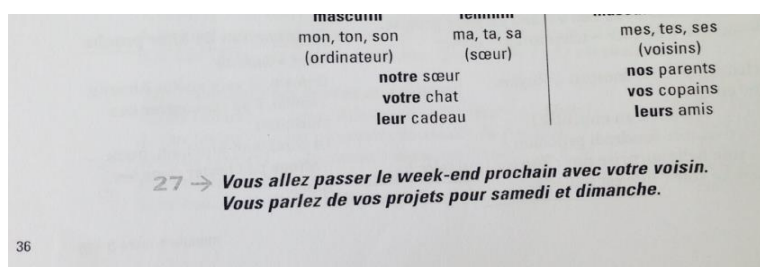 masculin
mon, ton, son
ma, ta, sa
mes, tes, ses
(ordinateur)
(sœur)
(voisins)
notre sœur
nos parents
votre chat
vos copains
leur cadeau
leurs amis
27 → Vous allez passer le week-end prochain avec votre voisin.
Vous parlez de vos projets pour samedi et dimanche.
36